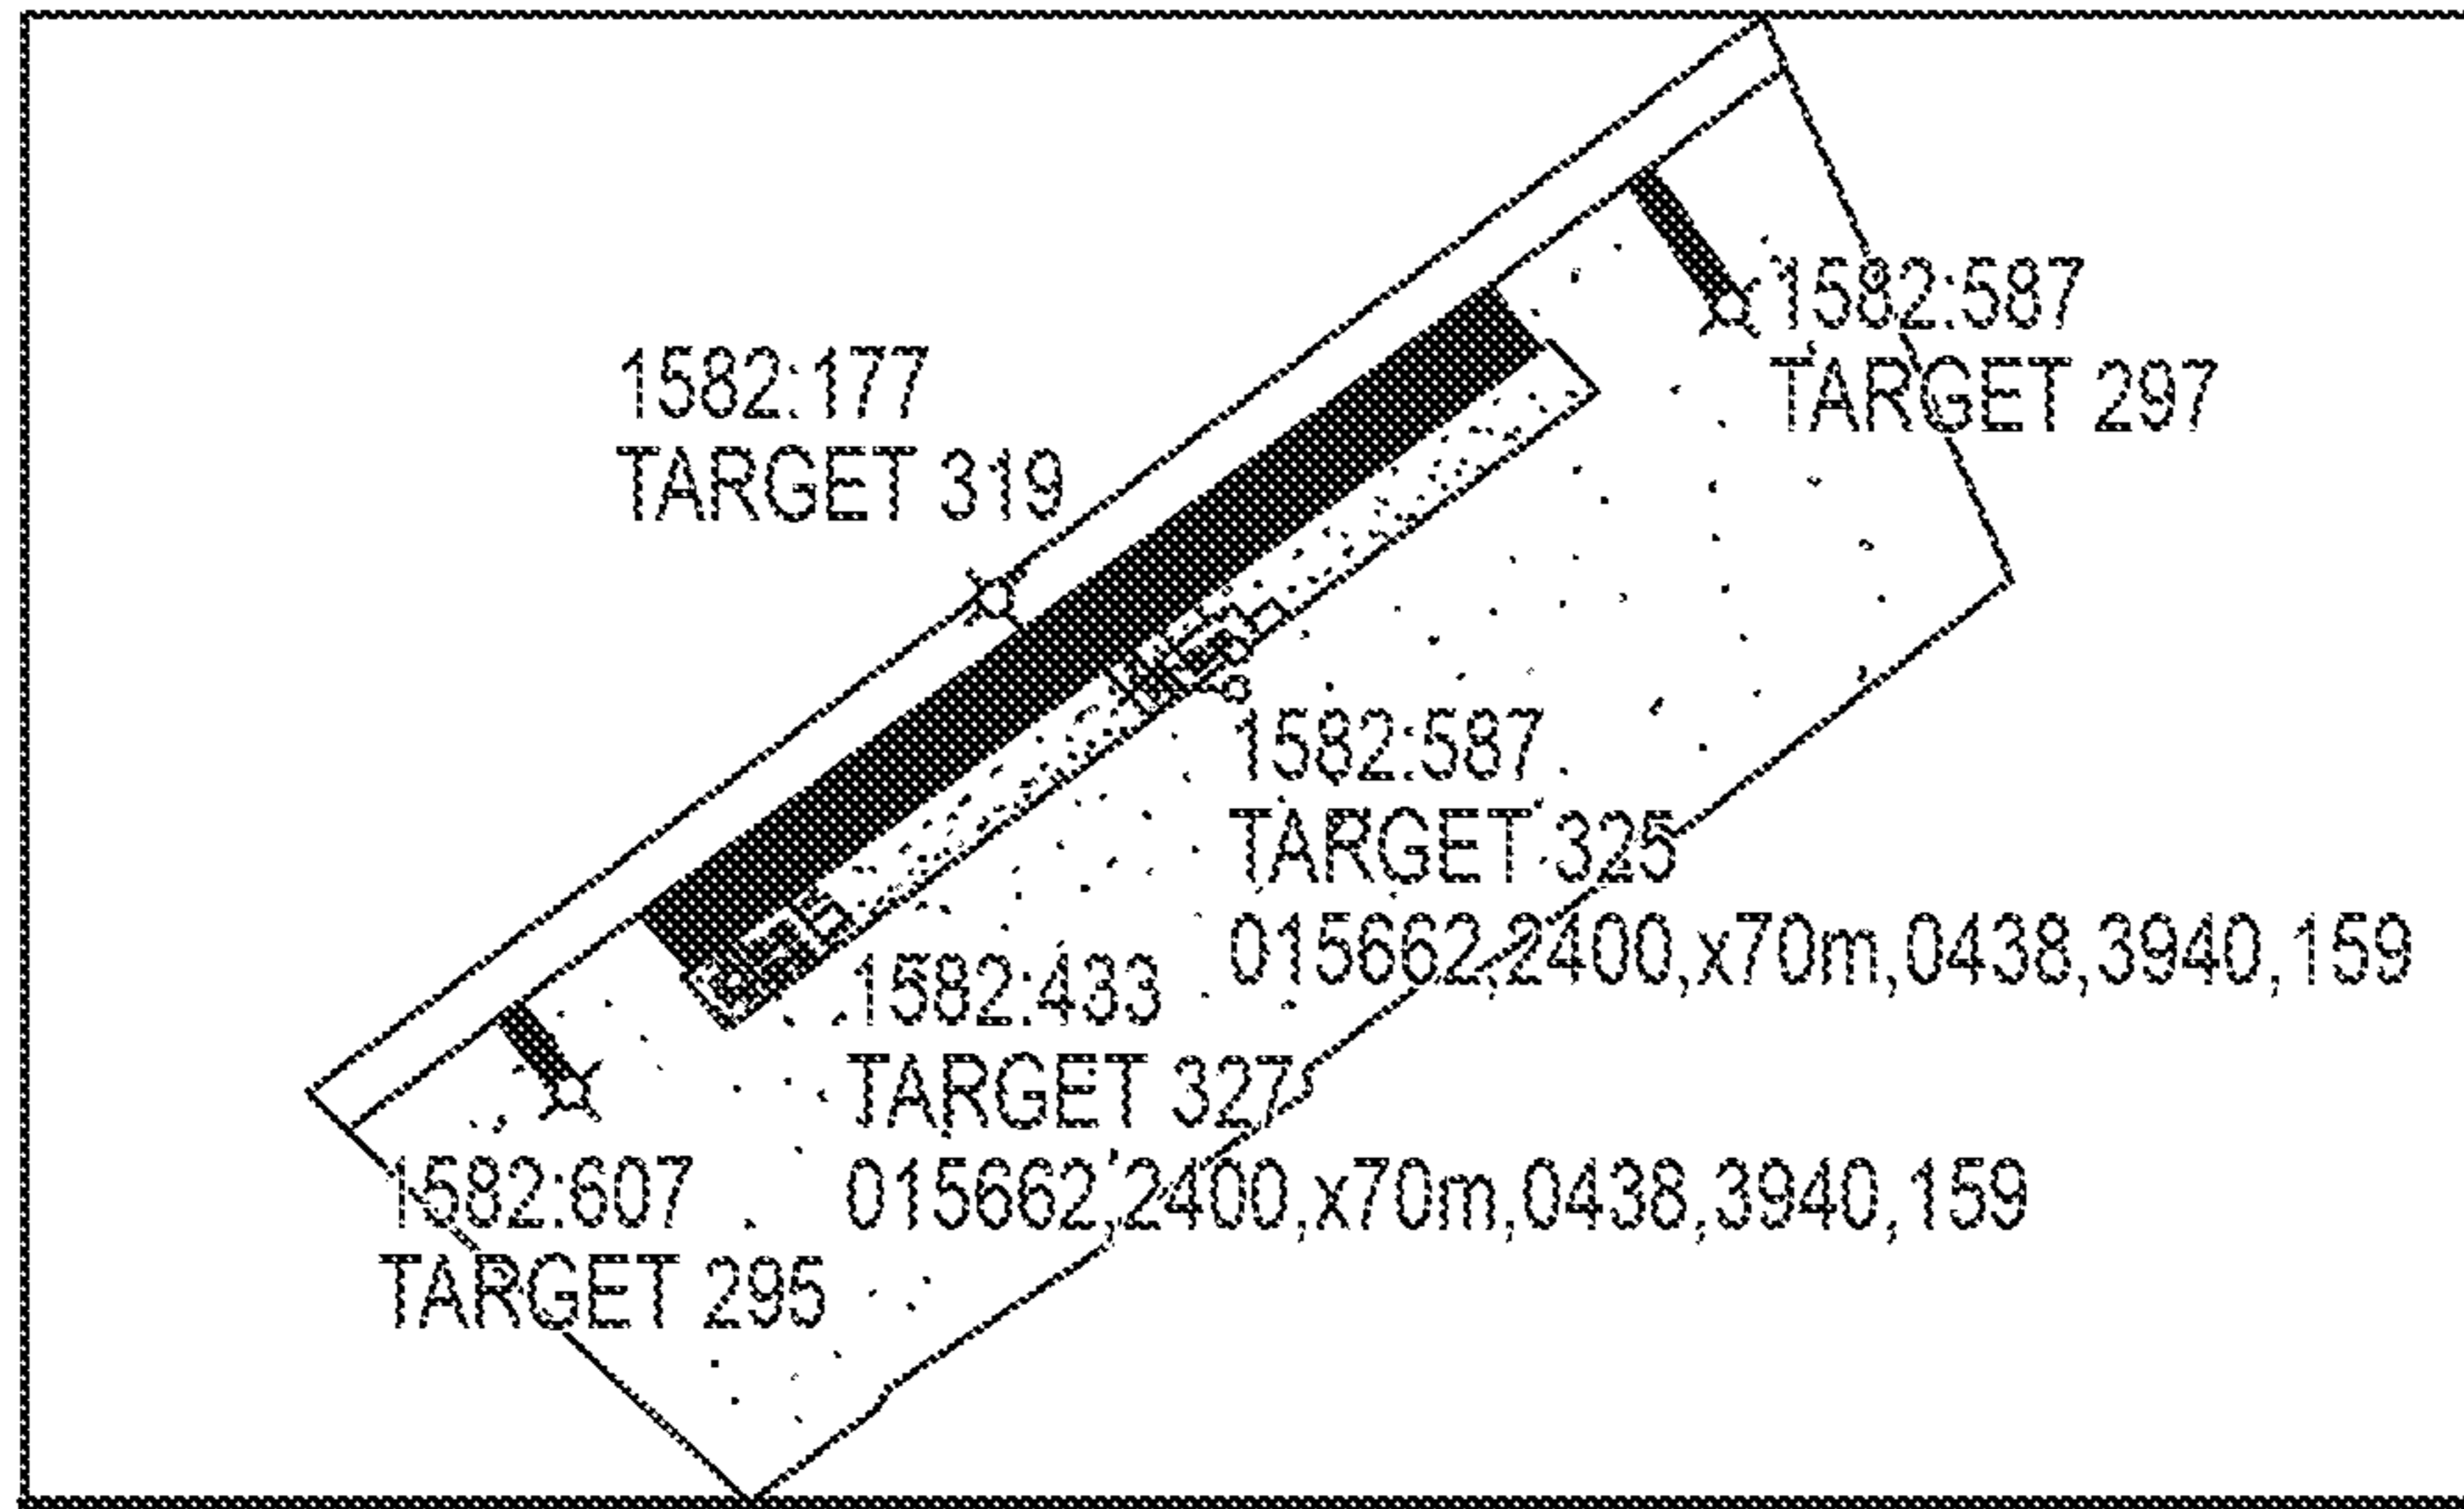 1582:587
TARGET 297
1582:177
TARGET 319
1582:587
TARGET 325
015662,2400,x70m,0438,3940,159
1582:433
TARGET 327
015662,2400,x70m,0438,3940,159
1582:607
TARGET 295